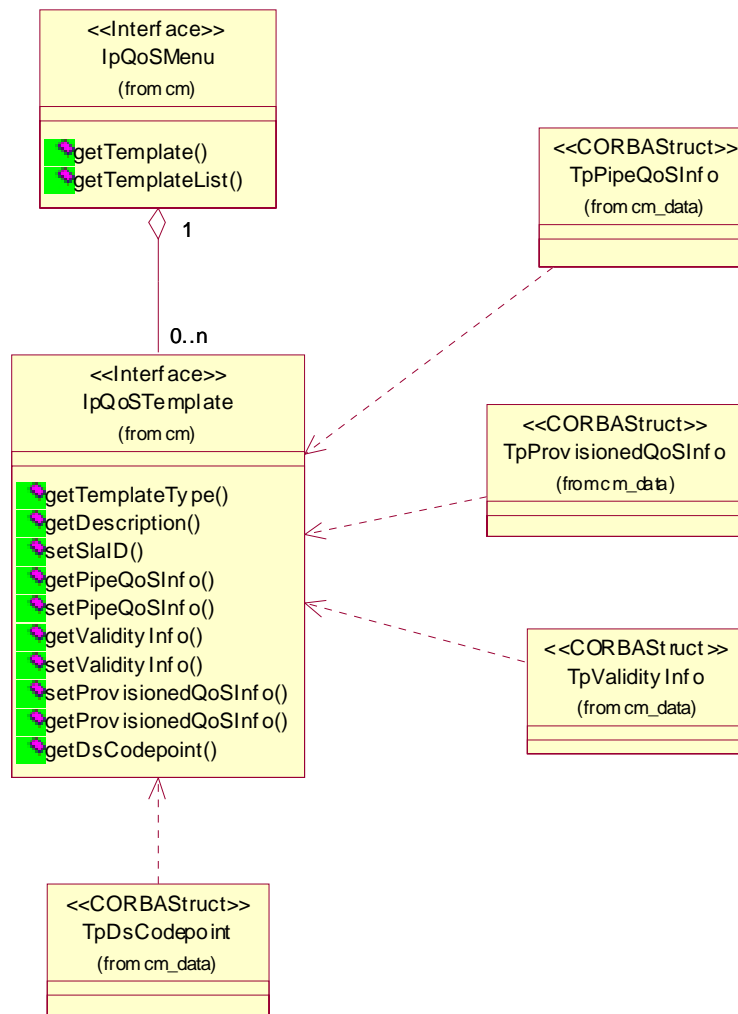 <<Interface>>
IpQoSMenu
(from cm)
getTemplate()
getTemplateList()
1
0..n
<<Interface>>
IpQoSTemplate
(from cm)
getTemplateType()
getDescription()
setSlaID()
getPipeQoSInfo()
setPipeQoSInfo()
getValidityInfo()
setValidityInfo()
setProvisionedQoSInfo()
getProvisionedQoSInfo()
getDsCodepoint()
<<CORBAStruct>>
TpPipeQoSInfo
(from cm_data)
<<CORBAStruct>>
TpProvisionedQoSInfo
(from cm_data)
<<CORBAStruct>>
TpValidityInfo
(from cm_data)
<<CORBAStruct>>
TpDsCodepoint
(from cm_data)